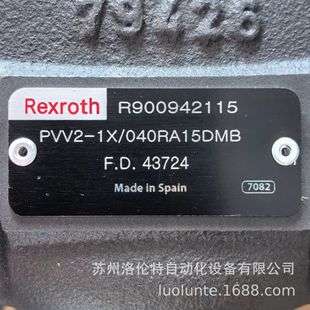 79426
Rexroth R900942115
PVV2-1X/040RA15DMB
F.D. 43724
Made in Spain 7082
苏州洛伦特自动化设备有限公司
luolunte.1688.com